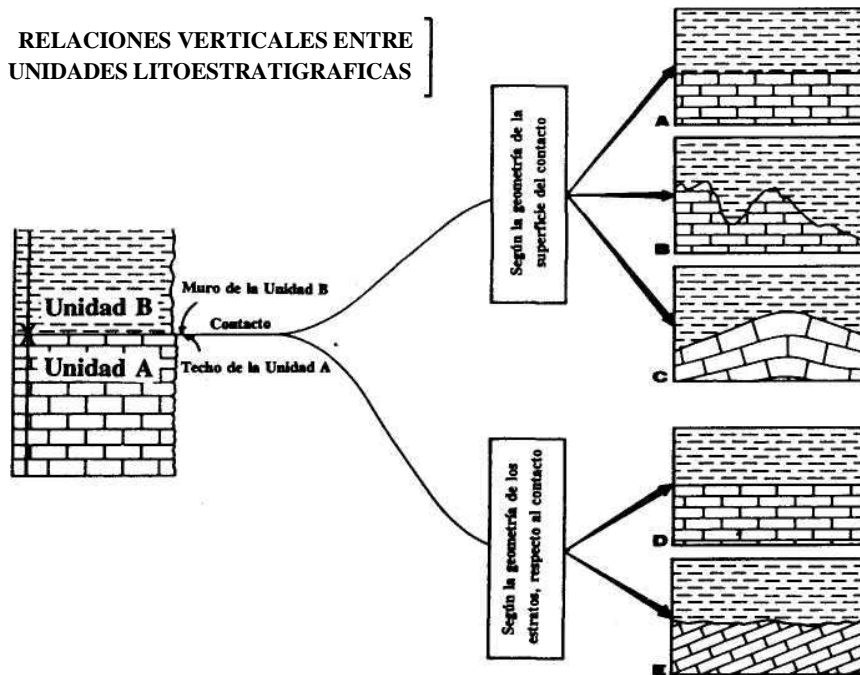 RELACIONES VERTICALES ENTRE
UNIDADES LITOESTRATIGRAFICAS
Unidad B
Unidad A
Muro de la Unidad B
Contacto
Techo de la Unidad A
Según la geometría de la
superficie del contacto
A
B
C
Según la geometría de los
estratos, respecto al contacto
D
E